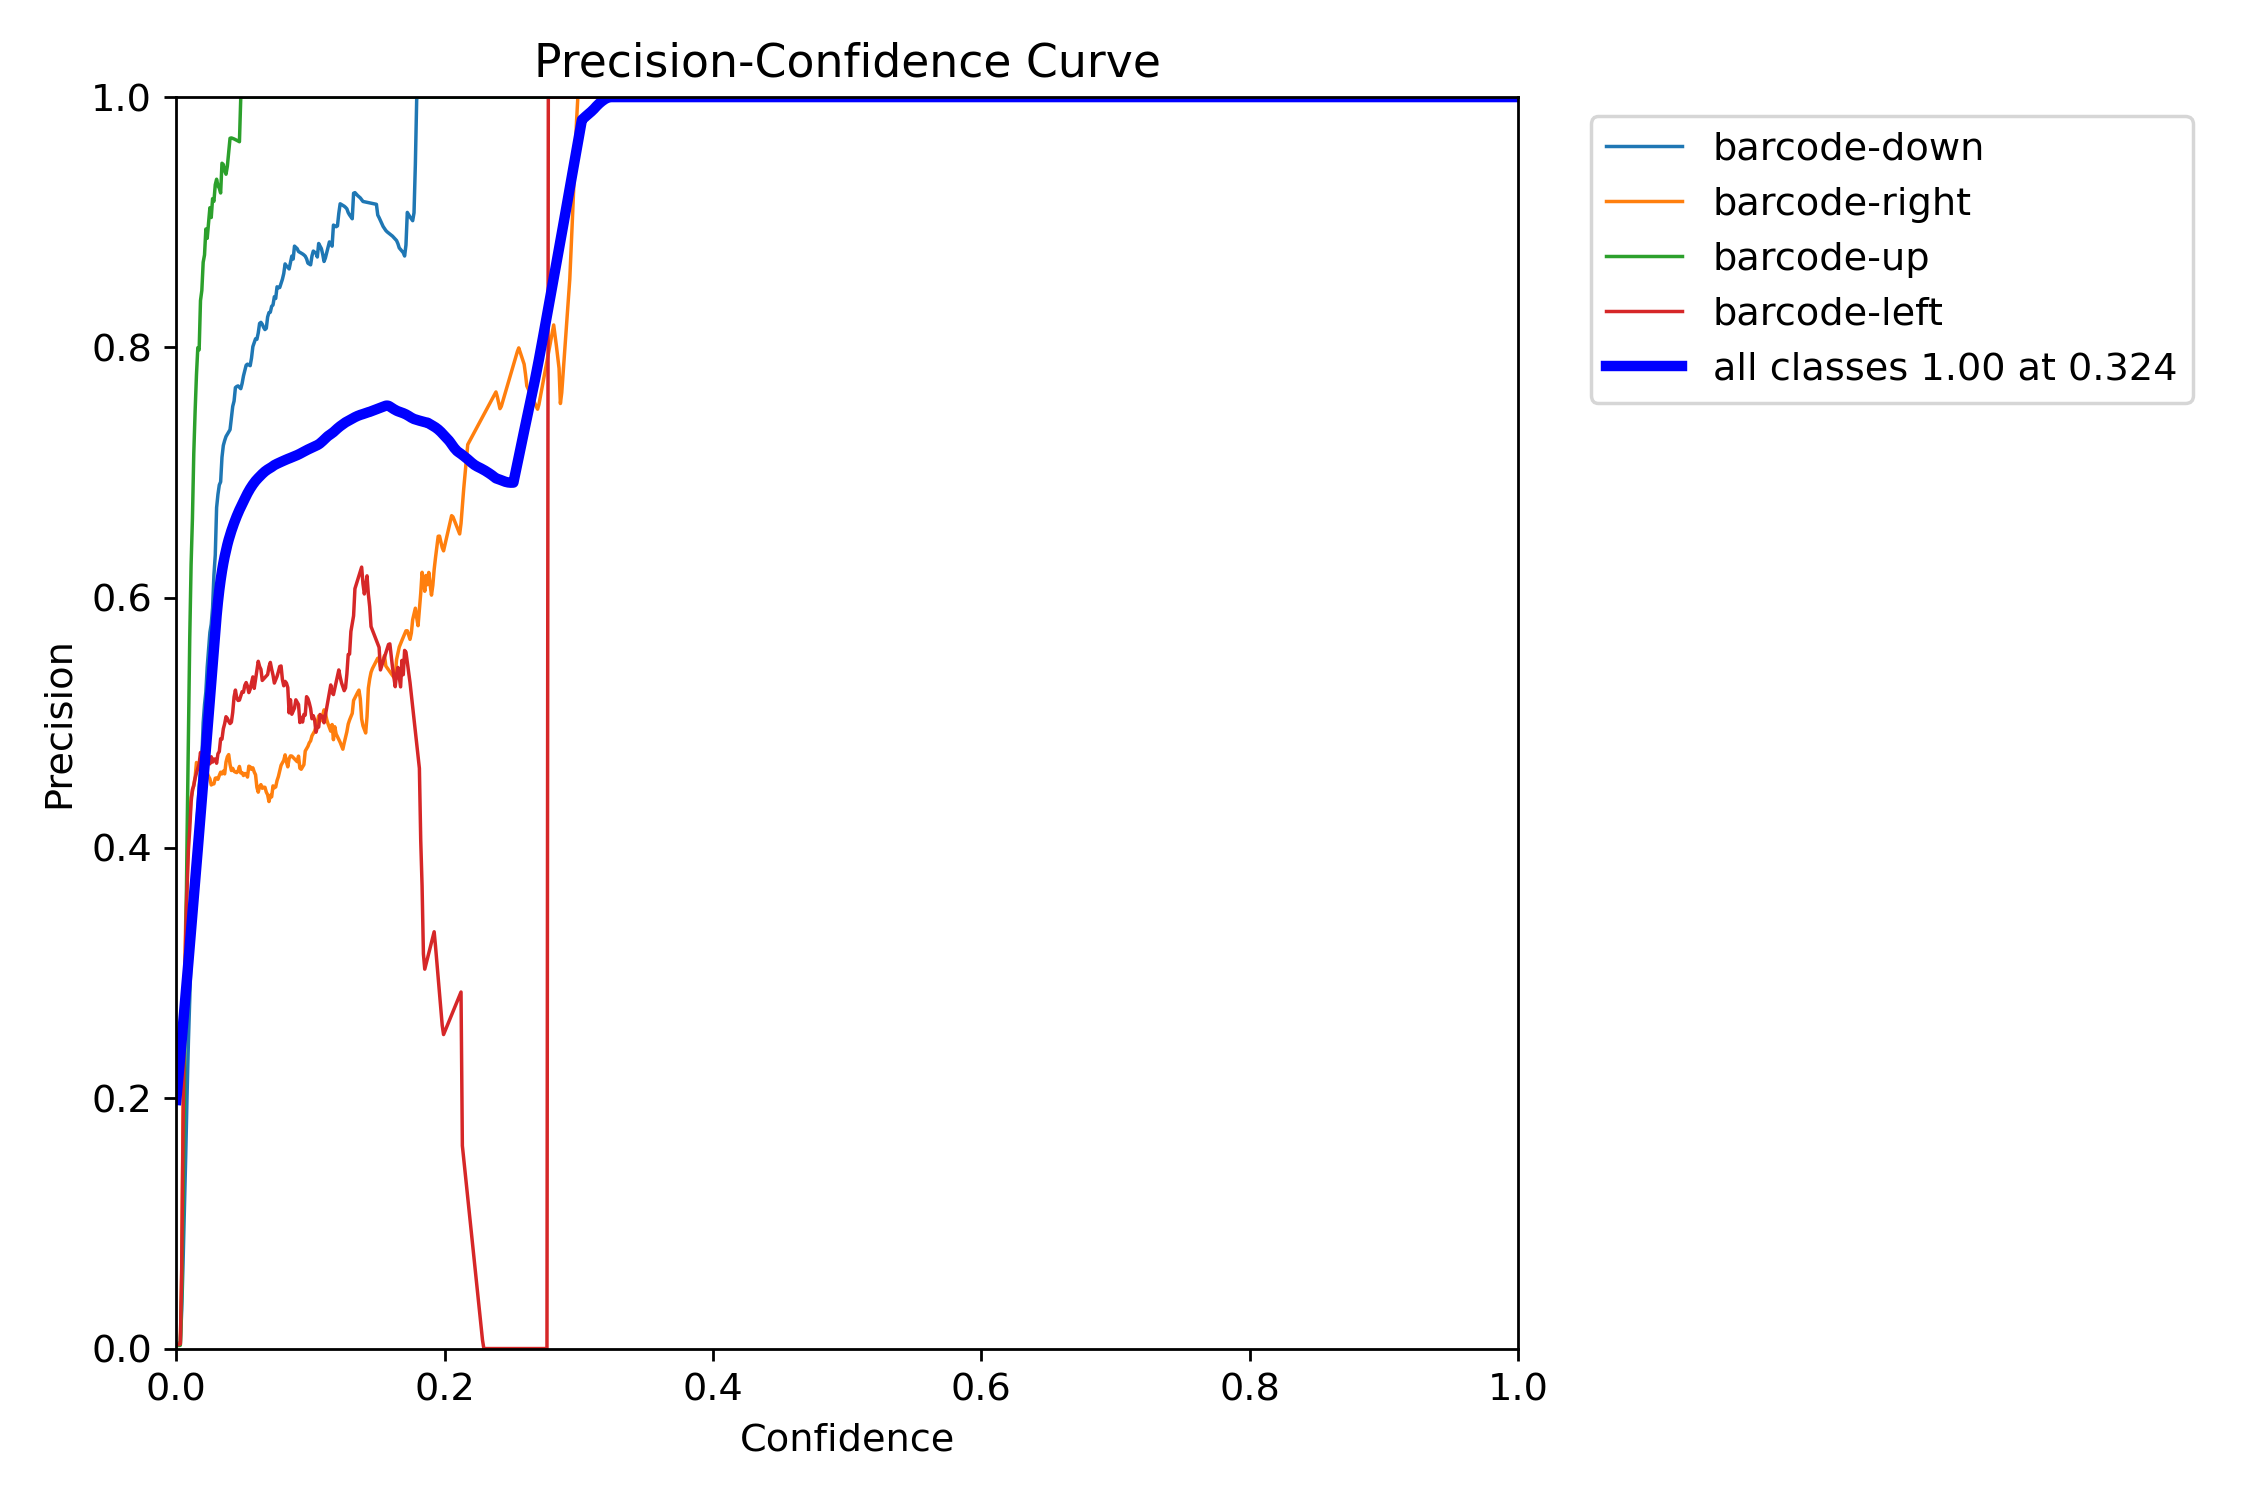 Precision-Confidence Curve
1.0
0.8
0.6
0.4
0.2
0.0
Precision
0.0 0.2 0.4 0.6 0.8 1.0
Confidence
barcode-down
barcode-right
barcode-up
barcode-left
all classes 1.00 at 0.324